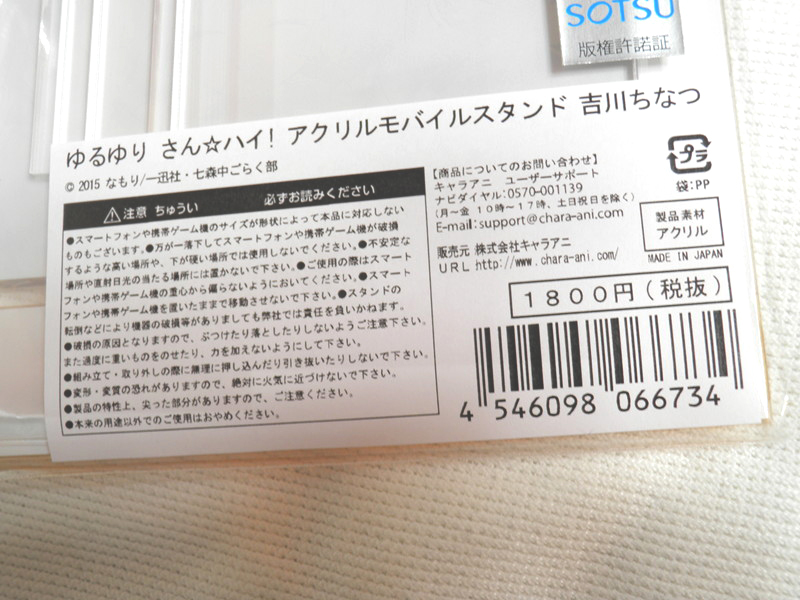 SOTSU
版権許諾証
ゆるゆり さん☆ハイ! アクリルモバイルスタンド 吉川ちなつ
© 2015 なもり/一迅社・七森中ごらく部
注意 ちゅうい 必ずお読みください
●スマートフォンや携帯ゲーム機のサイズが形状によって本品に対応しない
ものもございます。●万が一落下してスマートフォンや携帯ゲーム機が破損
するような高い場所や、下が硬い場所では使用しないでください。●不安定な
場所や直射日光の当たる場所には置かないで下さい。●ご使用の際はスマート
フォンや携帯ゲーム機の重心から偏らないようにおいてください。●スマート
フォンや携帯ゲーム機を置いたままで移動させないで下さい。●スタンドの
転倒などにより機器の破損等がありましても弊社では責任を負いかねます。
●破損の原因となりますので、ぶつけたり落としたりしないようご注意下さい。
また過度に重いものをのせたり、力を加えないようにして下さい。
●組み立て・取り外しの際に無理に押し込んだり引き抜いたりしないで下さい。
●変形・変質の恐れがありますので、絶対に火気に近づけないで下さい。
●製品の特性上、尖った部分がありますので、ご注意ください。
●本来の用途以外でのご使用はおやめください。
【商品についてのお問い合わせ】
キャラアニ ユーザーサポート
ナビダイヤル:0570-001139
(月~金 10時~17時、土日祝日を除く)
E-mail:support@chara-ani.com
販売元 株式会社キャラアニ
URL http://www.chara-ani.com/
プラ
袋:PP
製品素材
アクリル
MADE IN JAPAN
1800円(税抜)
4 546098 066734